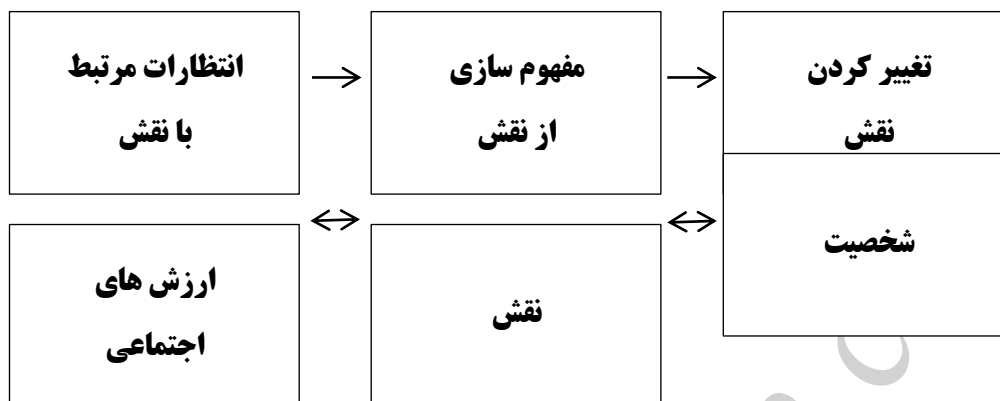 انتظارات مرتبط
با نقش
مفهوم سازی
از نقش
تغییر کردن
نقش
ارزش های
اجتماعی
نقش
شخصیت